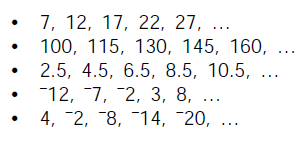 • 7, 12, 17, 22, 27, …
• 100, 115, 130, 145, 160, …
• 2.5, 4.5, 6.5, 8.5, 10.5, …
• ⁻12, ⁻7, ⁻2, 3, 8, …
• 4, ⁻2, ⁻8, ⁻14, ⁻20, …